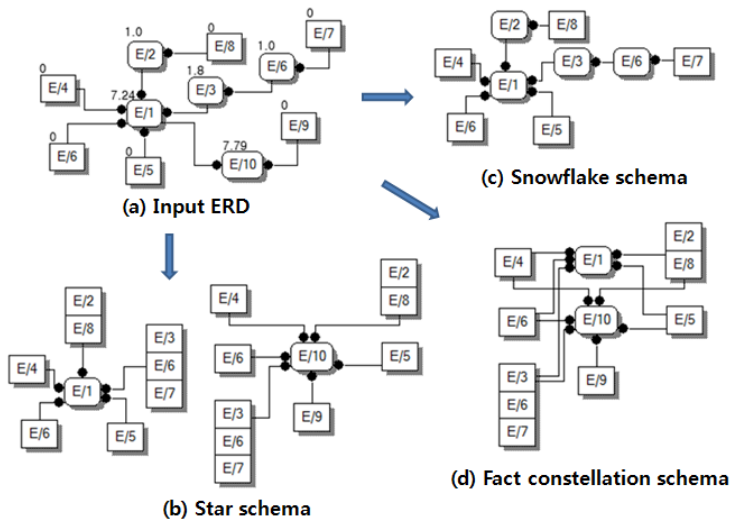 1.0
E/2
0
E/8
0
E/7
1.0
E/6
1.8
E/3
0
E/4
7.24
E/1
0
E/9
0
E/6
0
E/5
7.79
E/10
(a) Input ERD
E/2
E/8
E/4
E/1
E/3
E/6
E/7
E/6
E/5
(c) Snowflake schema
E/2
E/8
E/4
E/1
E/3
E/6
E/7
E/6
E/5
E/4
E/2
E/8
E/6
E/10
E/5
E/3
E/6
E/7
E/9
(b) Star schema
E/4
E/1
E/2
E/8
E/6
E/10
E/5
E/3
E/6
E/7
E/9
(d) Fact constellation schema